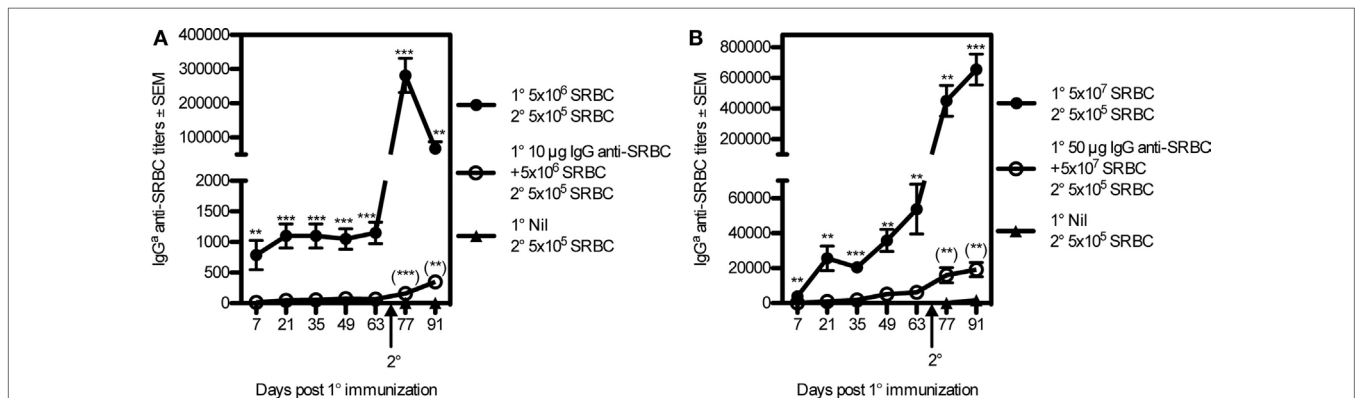 A
IgGᵃ anti-SRBC titers ± SEM
400000
300000
200000
100000
2000
1500
1000
500
0
**
***
***
***
***
***
**
(***)
(**)
7 21 35 49 63 77 91
2°
Days post 1° immunization
1° 5x10⁶ SRBC
2° 5x10⁵ SRBC
1° 10 µg IgG anti-SRBC
+5x10⁶ SRBC
2° 5x10⁵ SRBC
1° Nil
2° 5x10⁵ SRBC
B
IgGᵃ anti-SRBC titers ± SEM
800000
600000
400000
200000
60000
40000
20000
0
**
**
***
**
**
**
***
(**)
(**)
7 21 35 49 63 77 91
2°
Days post 1° immunization
1° 5x10⁷ SRBC
2° 5x10⁵ SRBC
1° 50 µg IgG anti-SRBC
+5x10⁷ SRBC
2° 5x10⁵ SRBC
1° Nil
2° 5x10⁵ SRBC